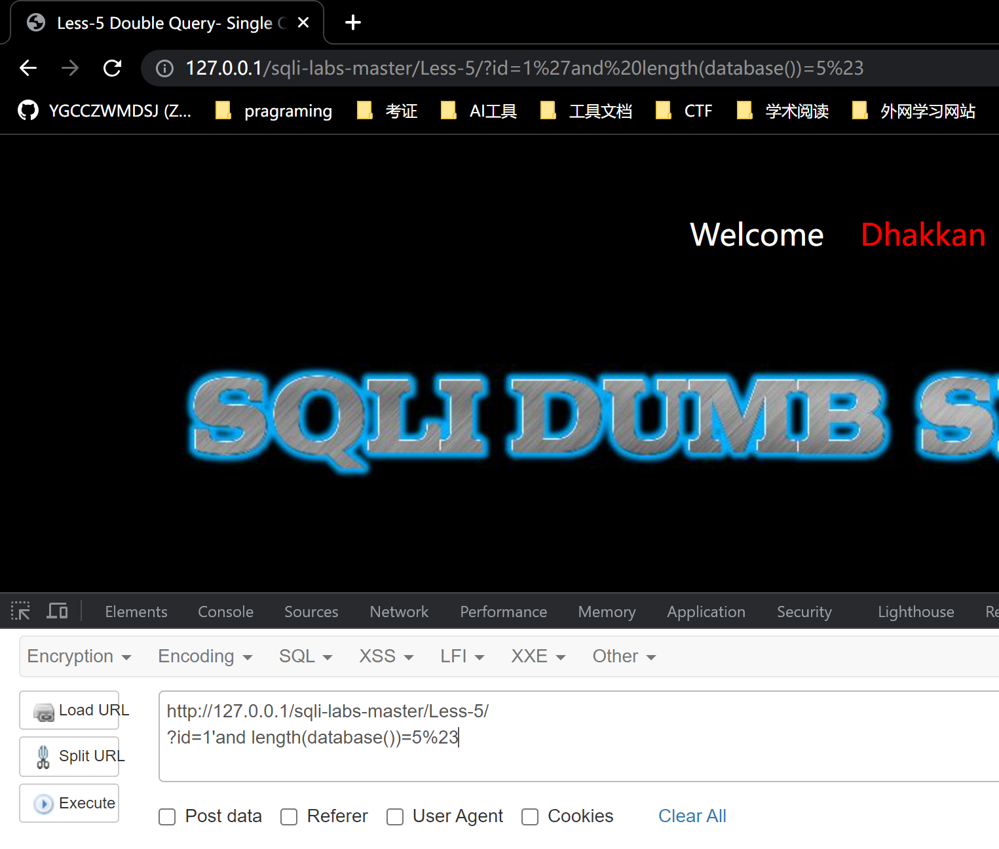 Less-5 Double Query- Single
127.0.0.1/sqli-labs-master/Less-5/?id=1%27and%20length(database())=5%23
YGCCZWMDSJ (Z... pragraming 考证 AI工具 工具文档 CTF 学术阅读 外网学习网站
Welcome Dhakkan
SQLI DUMB
Elements Console Sources Network Performance Memory Application Security Lighthouse
Encryption Encoding SQL XSS LFI XXE Other
Load URL
http://127.0.0.1/sqli-labs-master/Less-5/
?id=1'and length(database())=5%23
Split URL
Execute
Post data Referer User Agent Cookies Clear All